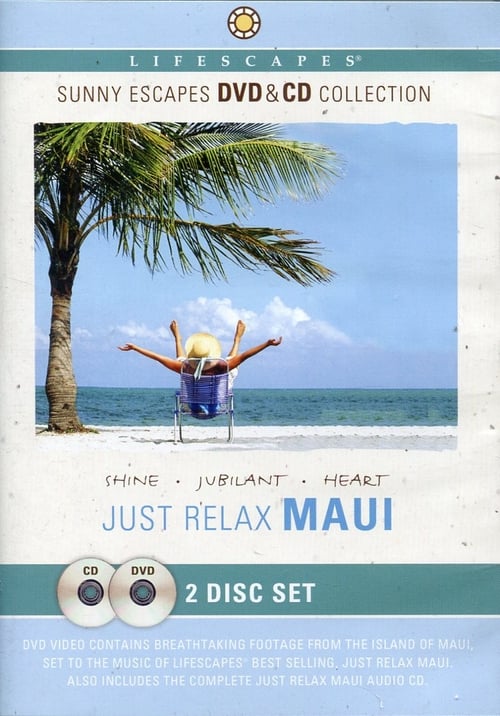 LIFESCAPES®
SUNNY ESCAPES DVD & CD COLLECTION
SHINE · JUBILANT · HEART
JUST RELAX MAUI
CD DVD
2 DISC SET
DVD VIDEO CONTAINS BREATHTAKING FOOTAGE FROM THE ISLAND OF MAUI,
SET TO THE MUSIC OF LIFESCAPES® BEST SELLING, JUST RELAX MAUI.
ALSO INCLUDES THE COMPLETE JUST RELAX MAUI AUDIO CD.